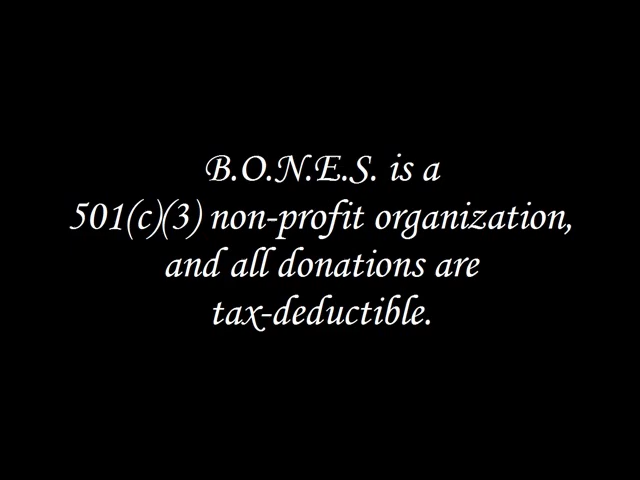 B.O.N.E.S. is a
501(c)(3) non-profit organization,
and all donations are
tax-deductible.